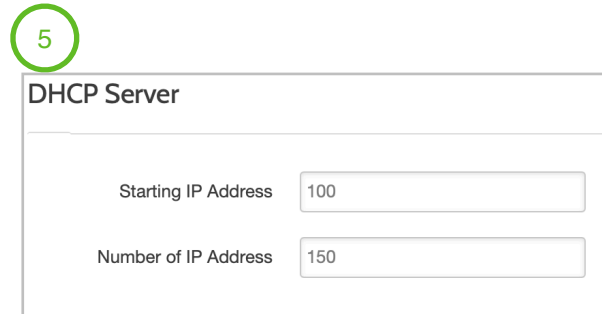 5
DHCP Server
Starting IP Address 100
Number of IP Address 150